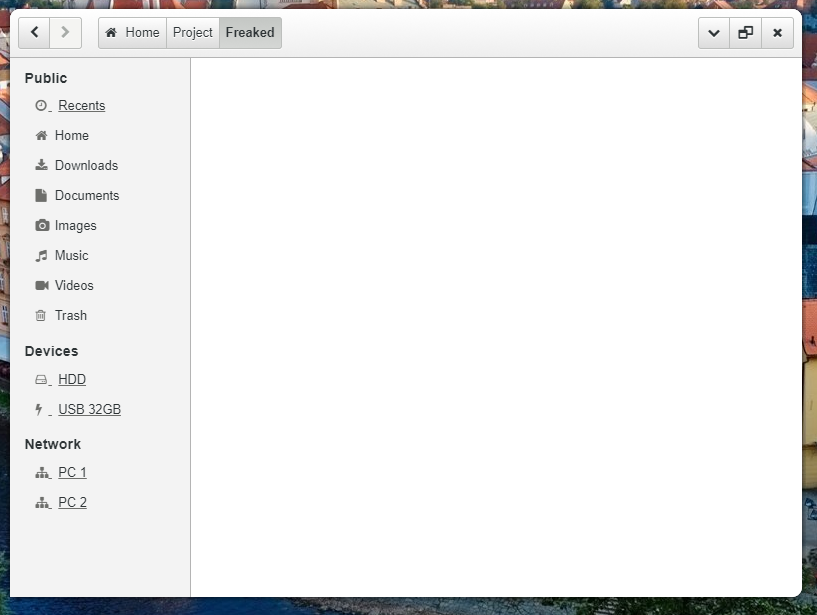 Home Project Freaked
Public
Recents
Home
Downloads
Documents
Images
Music
Videos
Trash
Devices
HDD
USB 32GB
Network
PC 1
PC 2